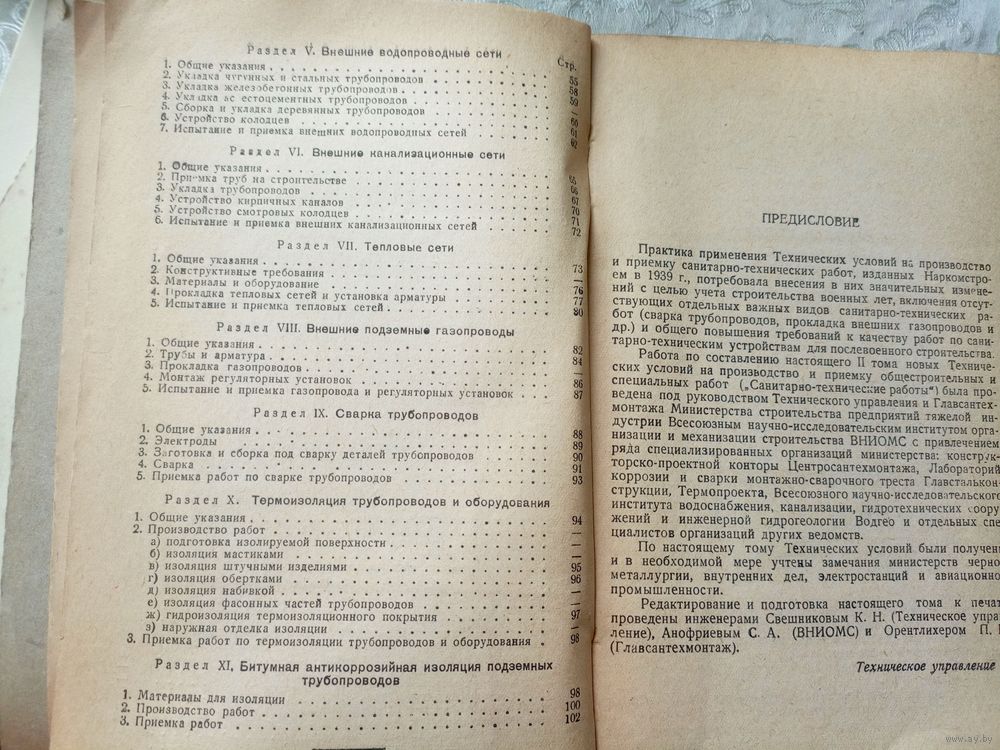 Раздел V. Внешние водопроводные сети
Стр.
1. Общие указания . . . 55
2. Укладка чугунных и стальных трубопроводов . . . 58
3. Укладка железобетонных трубопроводов . . . 59
4. Укладка асбестоцементных трубопроводов . . . —
5. Сборка и укладка деревянных трубопроводов . . . 60
6. Устройство колодцев . . . 61
7. Испытание и приемка внешних водопроводных сетей . . . 62
Раздел VI. Внешние канализационные сети
1. Общие указания . . . 65
2. Приемка труб на строительстве . . . 66
3. Укладка трубопроводов . . . 67
4. Устройство кирпичных каналов . . . 70
5. Устройство смотровых колодцев . . . 71
6. Испытание и приемка внешних канализационных сетей . . . 72
Раздел VII. Тепловые сети
1. Общие указания . . . 73
2. Конструктивные требования . . . —
3. Материалы и оборудование . . . 76
4. Прокладка тепловых сетей и установка арматуры . . . 77
5. Испытание и приемка тепловых сетей . . . 80
Раздел VIII. Внешние подземные газопроводы
1. Общие указания . . . 82
2. Трубы и арматура . . . 84
3. Прокладка газопроводов . . . —
4. Монтаж регуляторных установок . . . 86
5. Испытание и приемка газопровода и регуляторных установок . . . 87
Раздел IX. Сварка трубопроводов
1. Общие указания . . . 88
2. Электроды . . . 89
3. Заготовка и сборка под сварку деталей трубопроводов . . . 90
4. Сварка . . . 91
5. Приемка работ по сварке трубопроводов . . . 93
Раздел X. Термоизоляция трубопроводов и оборудования
1. Общие указания . . . 94
2. Производство работ . . . —
а) подготовка изолируемой поверхности . . . —
б) изоляция мастиками . . . —
в) изоляция штучными изделиями . . . 95
г) изоляция обертками . . . 96
д) изоляция набивкой . . . —
е) изоляция фасонных частей трубопроводов . . . —
ж) гидроизоляция термоизоляционного покрытия . . . 97
з) наружная отделка изоляции . . . —
3. Приемка работ по термоизоляции трубопроводов и оборудования . 98
Раздел XI, Битумная антикоррозийная изоляция подземных
трубопроводов
1. Материалы для изоляции . . . 98
2. Производство работ . . . 100
3. Приемка работ . . . 102
ПРЕДИСЛОВИЕ
Практика применения Технических условий на производство
и приемку санитарно-технических работ, изданных Наркомстро-
ем в 1939 г., потребовала внесения в них значительных измене-
ний с целью учета строительства военных лет, включения отсут-
ствующих отдельных важных видов санитарно-технических ра-
бот (сварка трубопроводов, прокладка внешних газопроводов и
др.) и общего повышения требований к качеству работ по сани-
тарно-техническим устройствам для послевоенного строительства.
Работа по составлению настоящего II тома новых Техниче-
ских условий на производство и приемку общестроительных и
специальных работ („Санитарно-технические работы“) была про-
ведена под руководством Технического управления и Главсантех-
монтажа Министерства строительства предприятий тяжелой ин-
дустрии Всесоюзным научно-исследовательским институтом орга-
низации и механизации строительства ВНИОМС с привлечением
ряда специализированных организаций министерства: конструк-
торско-проектной конторы Центросантехмонтажа, Лабораторий
коррозии и сварки монтажно-сварочного треста Главсталькон-
струкции, Термопроекта, Всесоюзного научно-исследовательского
института водоснабжения, канализации, гидротехнических соору
жений и инженерной гидрогеологии Водгео и отдельных спе
циалистов организаций других ведомств.
По настоящему тому Технических условий были получен
и в необходимой мере учтены замечания министерств черно
металлургии, внутренних дел, электростанций и авиационно
промышленности.
Редактирование и подготовка настоящего тома к печат
проведены инженерами Свешниковым К. Н. (Техническое упра
ление), Анофриевым С. А. (ВНИОМС) и Орентлихером П.
(Главсантехмонтаж).
Техническое управление
www.ay.by